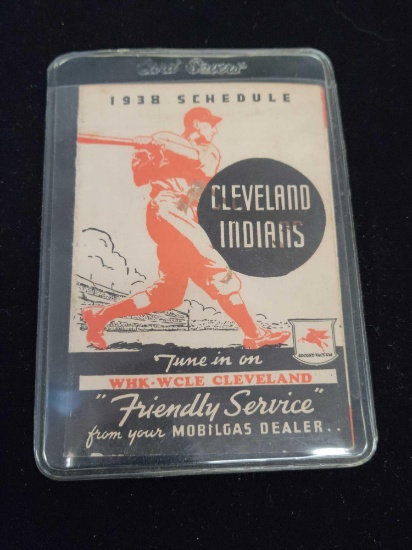 Card Saver
1938 SCHEDULE
CLEVELAND
INDIANS
Tune in on
WHK-WCLE CLEVELAND
"Friendly Service"
from your MOBILGAS DEALER..